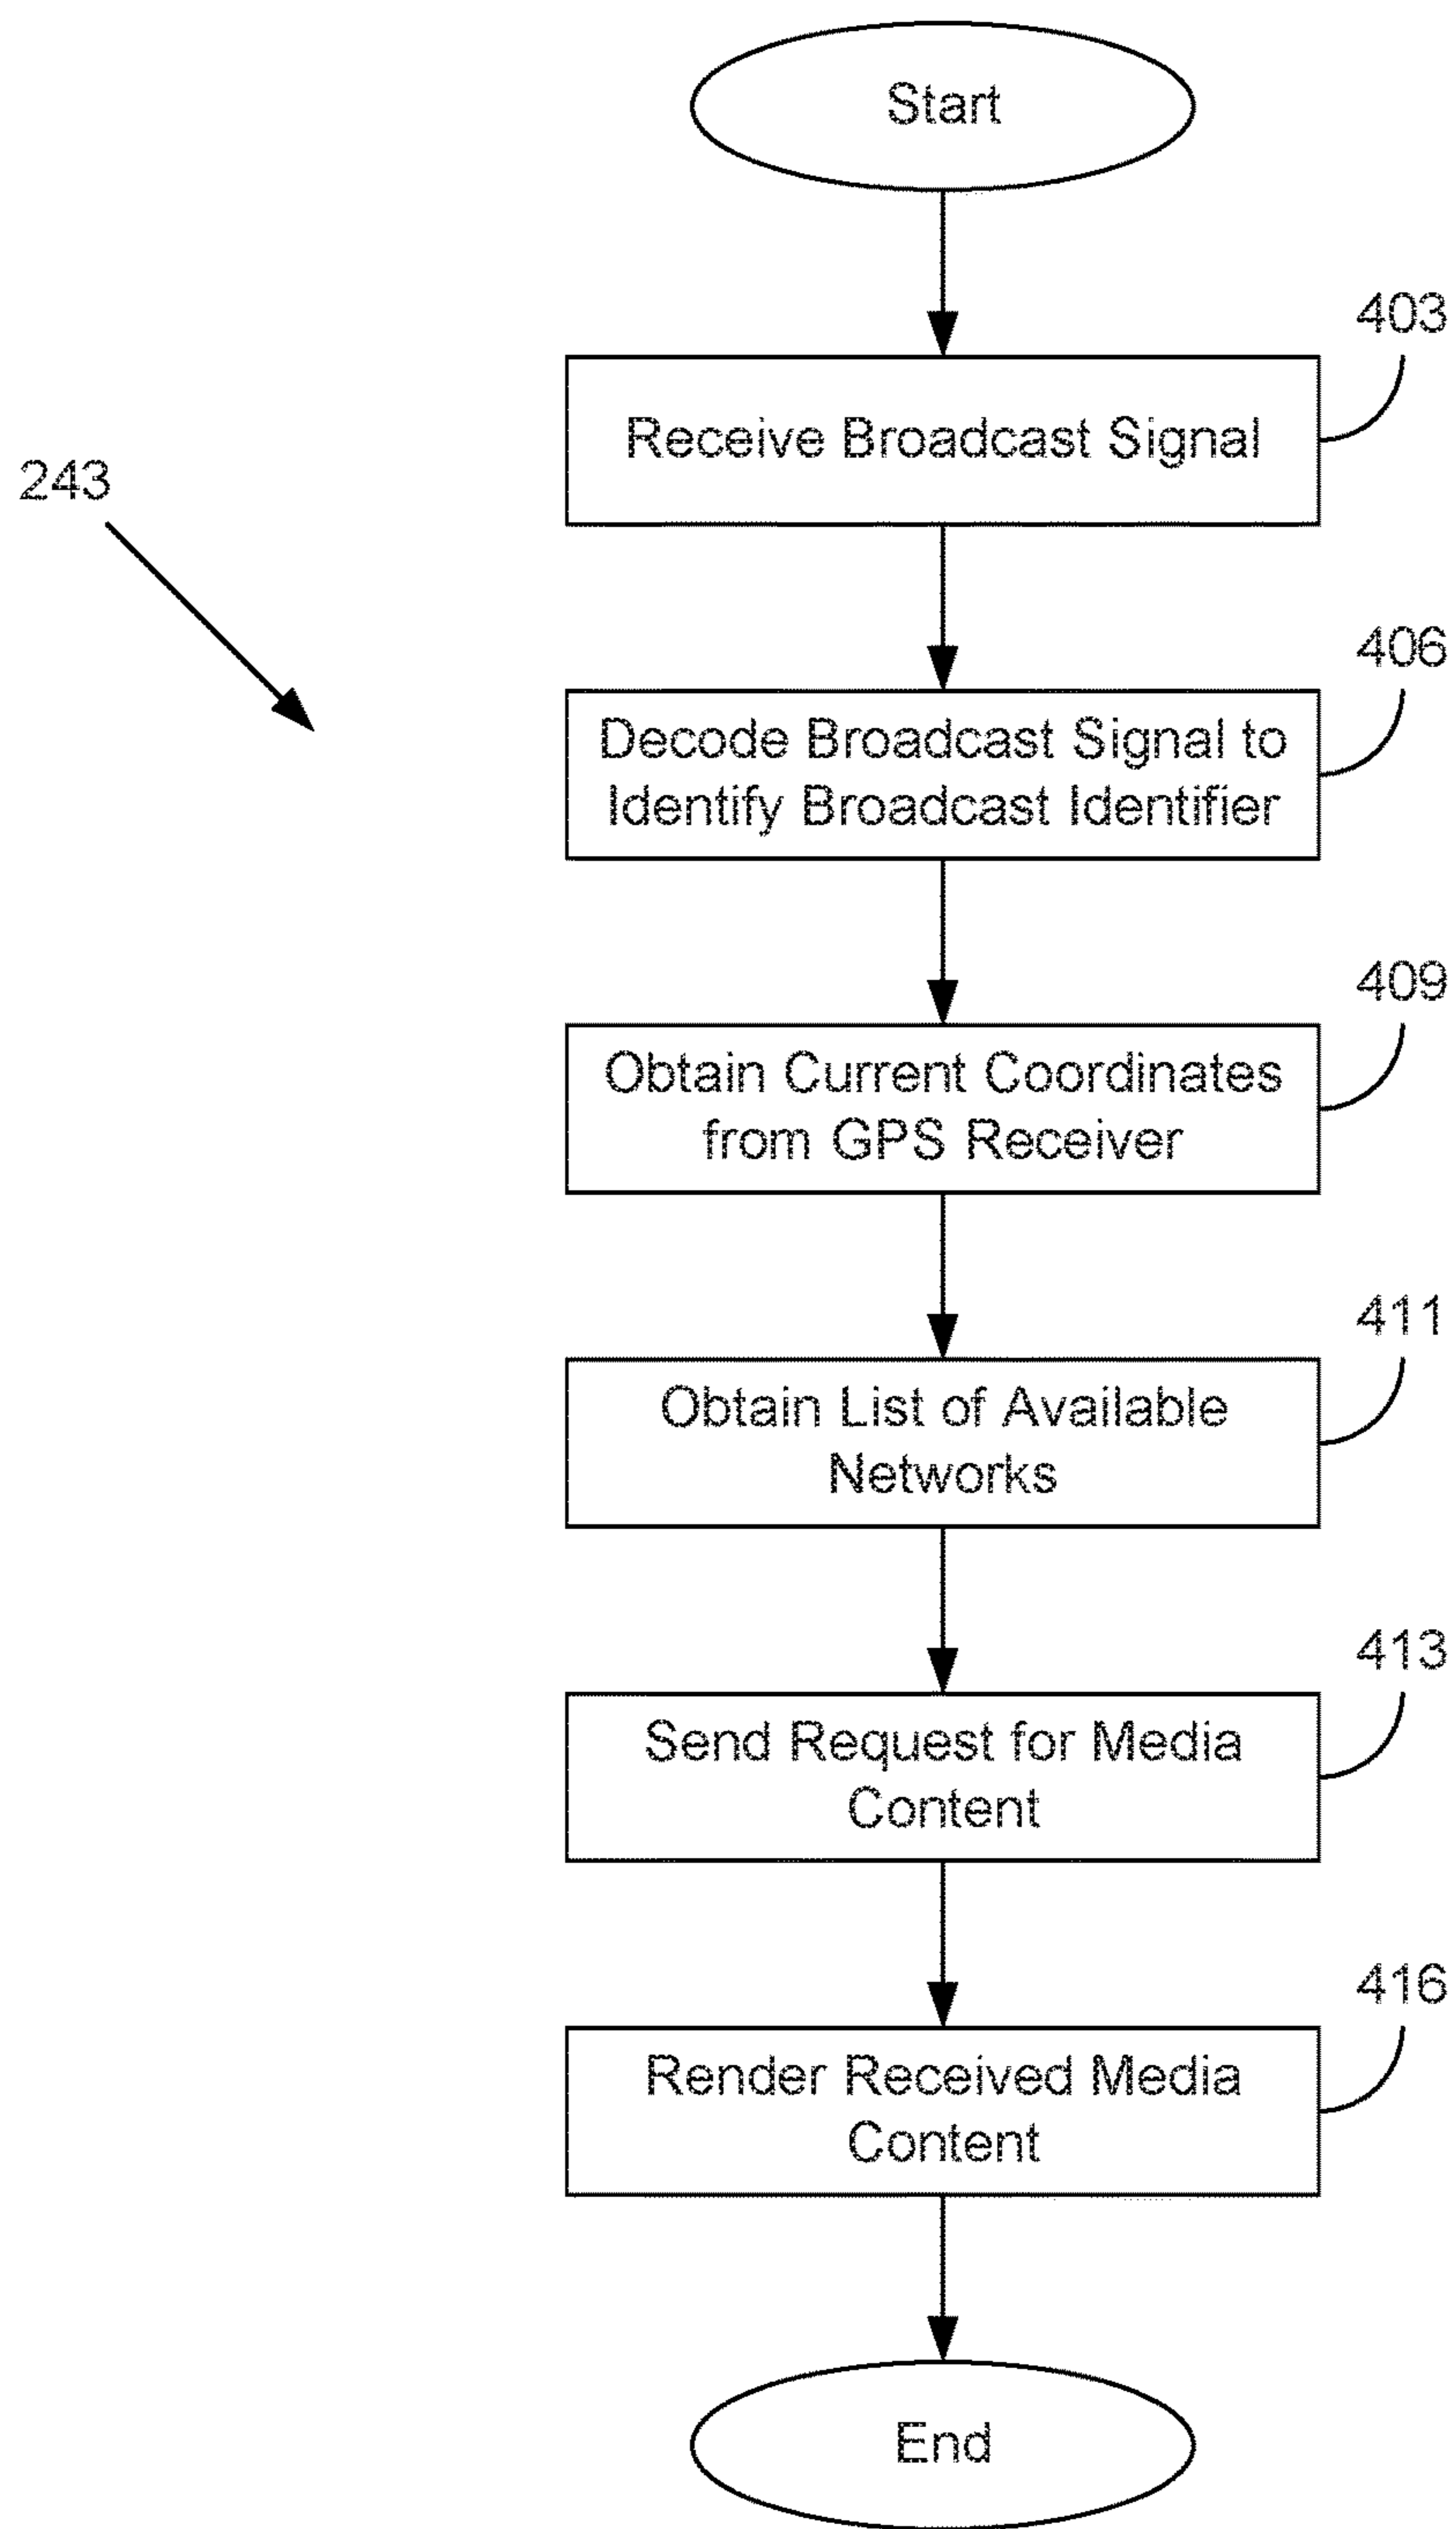 Start
403
Receive Broadcast Signal
243
406
Decode Broadcast Signal to
Identify Broadcast Identifier
409
Obtain Current Coordinates
from GPS Receiver
411
Obtain List of Available
Networks
413
Send Request for Media
Content
416
Render Received Media
Content
End